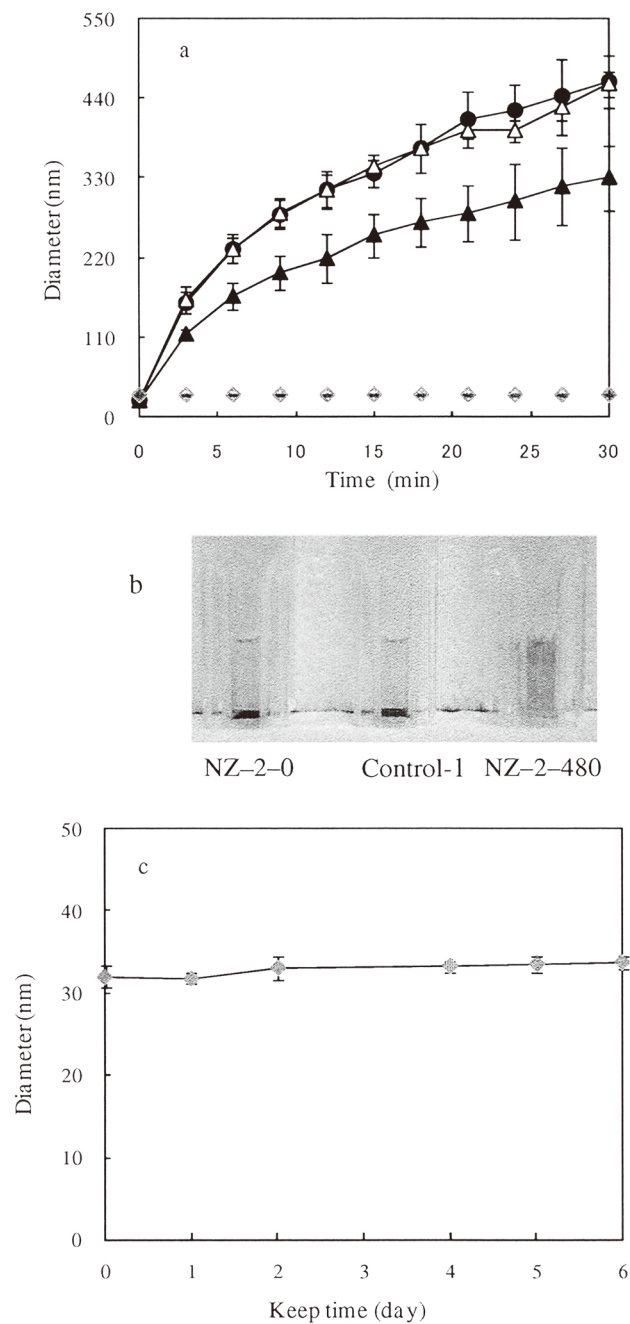 a
550
440
330
220
110
0
Diameter(nm)
0 5 10 15 20 25 30
Time (min)
b
NZ–2–0 Control-1 NZ–2–480
c
50
40
30
20
10
0
Diameter(nm)
0 1 2 3 4 5 6
Keep time (day)